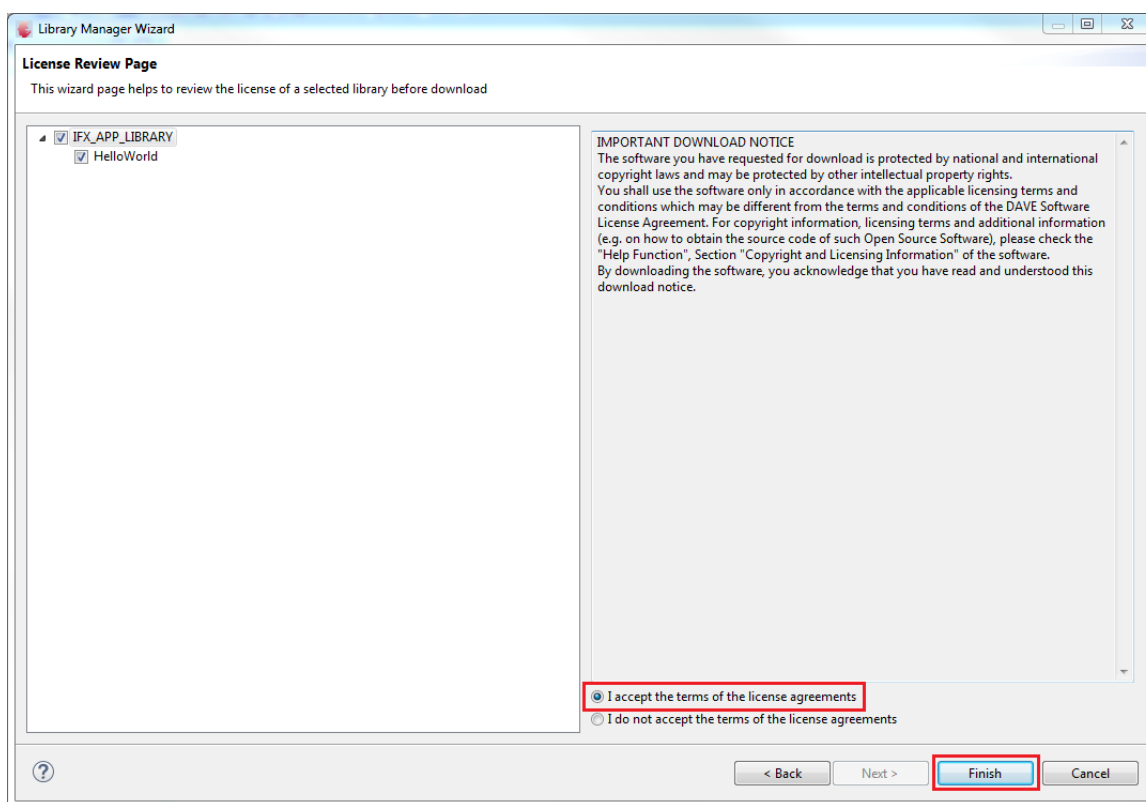 Library Manager Wizard
License Review Page
This wizard page helps to review the license of a selected library before download
IFX_APP_LIBRARY
HelloWorld
IMPORTANT DOWNLOAD NOTICE
The software you have requested for download is protected by national and international
copyright laws and may be protected by other intellectual property rights.
You shall use the software only in accordance with the applicable licensing terms and
conditions which may be different from the terms and conditions of the DAVE Software
License Agreement. For copyright information, licensing terms and additional information
(e.g. on how to obtain the source code of such Open Source Software), please check the
"Help Function", Section "Copyright and Licensing Information" of the software.
By downloading the software, you acknowledge that you have read and understood this
download notice.
I accept the terms of the license agreements
I do not accept the terms of the license agreements
? < Back Next > Finish Cancel